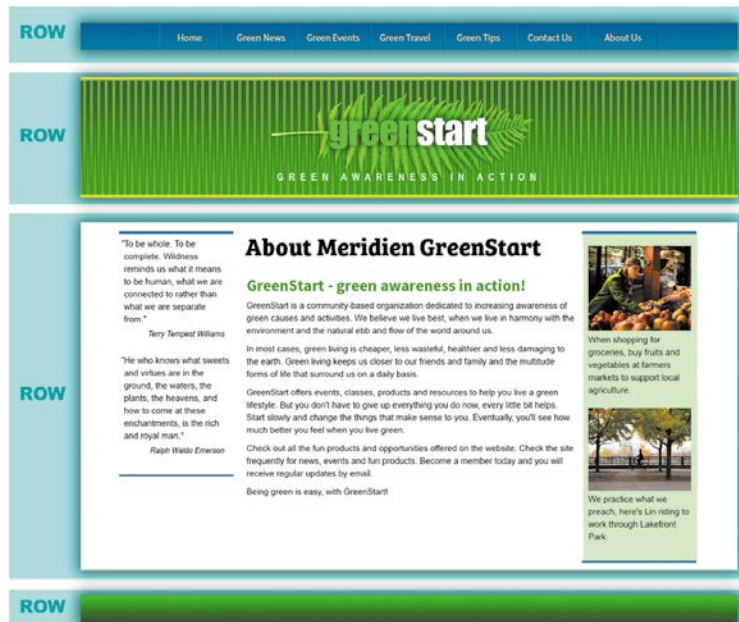 ROW
Home Green News Green Events Green Travel Green Tips Contact Us About Us
ROW
greenstart
GREEN AWARENESS IN ACTION
ROW
"To be whole. To be
complete. Wildness
reminds us what it means
to be human, what we are
connected to rather than
what we are separate
from."
Terry Tempest Williams
"He who knows what sweets
and virtues are in the
ground, the waters, the
plants, the heavens, and
how to come at these
enchantments, is the rich
and royal man."
Ralph Waldo Emerson
About Meridien GreenStart
GreenStart - green awareness in action!
GreenStart is a community-based organization dedicated to increasing awareness of
green causes and activities. We believe we live best, when we live in harmony with the
environment and the natural ebb and flow of the world around us.
In most cases, green living is cheaper, less wasteful, healthier and less damaging to
the earth. Green living keeps us closer to our friends and family and the multitude
forms of life that surround us on a daily basis.
GreenStart offers events, classes, products and resources to help you live a green
lifestyle. But you don't have to give up everything you do now, every little bit helps.
Start slowly and change the things that make sense to you. Eventually, you'll see how
much better you feel when you live green.
Check out all the fun products and opportunities offered on the website. Check the site
frequently for news, events and fun products. Become a member today and you will
receive regular updates by email.
Being green is easy, with GreenStart!
When shopping for
groceries, buy fruits and
vegetables at farmers
markets to support local
agriculture.
We practice what we
preach, here's Lin riding to
work through Lakefront
Park.
ROW